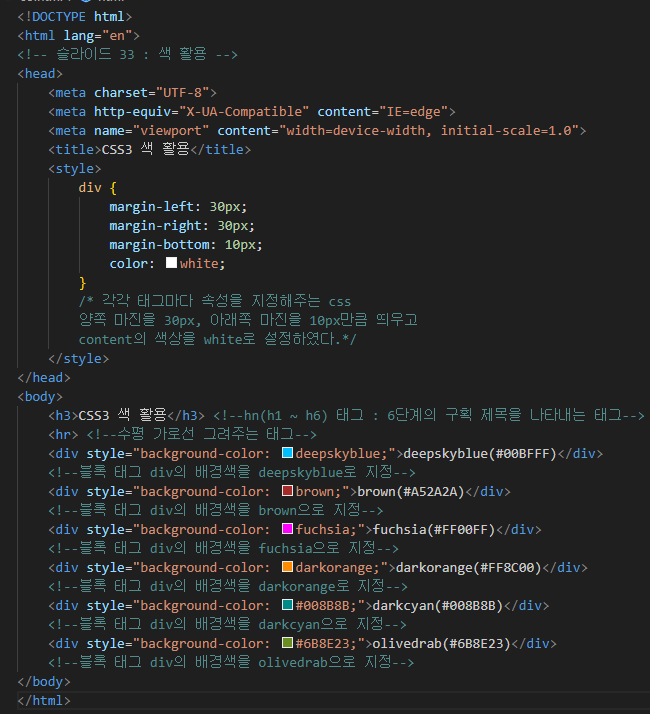 <!DOCTYPE html>
<html lang="en">
<!-- 슬라이드 33 : 색 활용 -->
<head>
    <meta charset="UTF-8">
    <meta http-equiv="X-UA-Compatible" content="IE=edge">
    <meta name="viewport" content="width=device-width, initial-scale=1.0">
    <title>CSS3 색 활용</title>
    <style>
        div {
            margin-left: 30px;
            margin-right: 30px;
            margin-bottom: 10px;
            color: white;
        }
        /* 각각 태그마다 속성을 지정해주는 css
        양쪽 마진을 30px, 아래쪽 마진을 10px만큼 띄우고
        content의 색상을 white로 설정하였다.*/
    </style>
</head>
<body>
    <h3>CSS3 색 활용</h3> <!--hn(h1 ~ h6) 태그 : 6단계의 구획 제목을 나타내는 태그-->
    <hr> <!--수평 가로선 그려주는 태그-->
    <div style="background-color: deepskyblue;">deepskyblue(#00BFFF)</div>
    <!--블록 태그 div의 배경색을 deepskyblue로 지정-->
    <div style="background-color: brown;">brown(#A52A2A)</div>
    <!--블록 태그 div의 배경색을 brown으로 지정-->
    <div style="background-color: fuchsia;">fuchsia(#FF00FF)</div>
    <!--블록 태그 div의 배경색을 fuchsia으로 지정-->
    <div style="background-color: darkorange;">darkorange(#FF8C00)</div>
    <!--블록 태그 div의 배경색을 darkorange로 지정-->
    <div style="background-color: #008B8B;">darkcyan(#008B8B)</div>
    <!--블록 태그 div의 배경색을 darkcyan으로 지정-->
    <div style="background-color: #6B8E23;">olivedrab(#6B8E23)</div>
    <!--블록 태그 div의 배경색을 olivedrab으로 지정-->
</body>
</html>